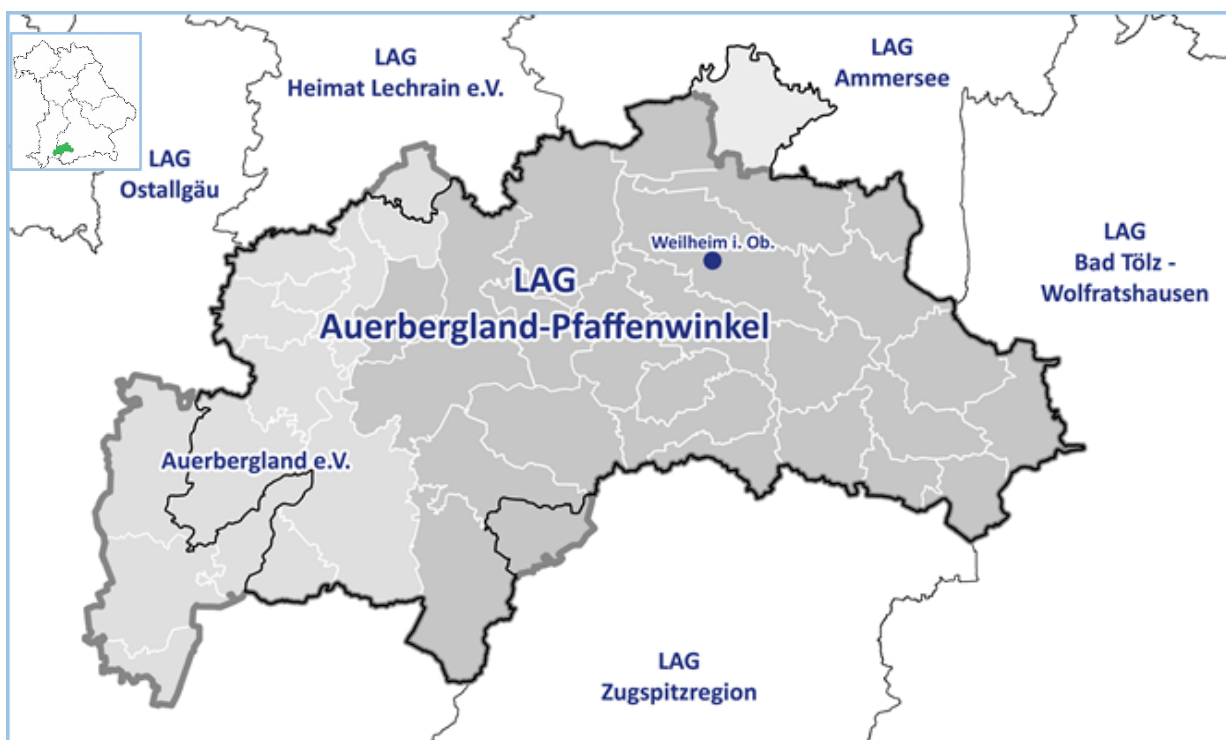 LAG
Heimat Lechrain e.V.
LAG
Ammersee
LAG
Ostallgäu
Weilheim i. Ob.
LAG
Bad Tölz -
Wolfratshausen
LAG
Auerbergland-Pfaffenwinkel
Auerbergland e.V.
LAG
Zugspitzregion